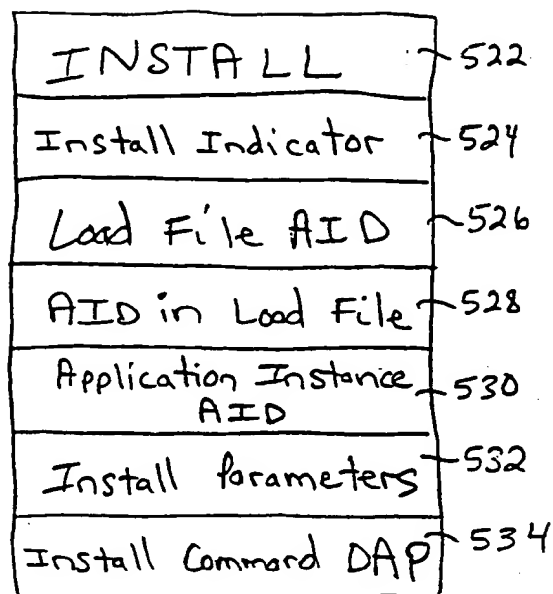 INSTALL 522
Install Indicator 524
Load File AID 526
AID in Load File 528
Application Instance
AID 530
Install Parameters 532
Install Command DAP 534